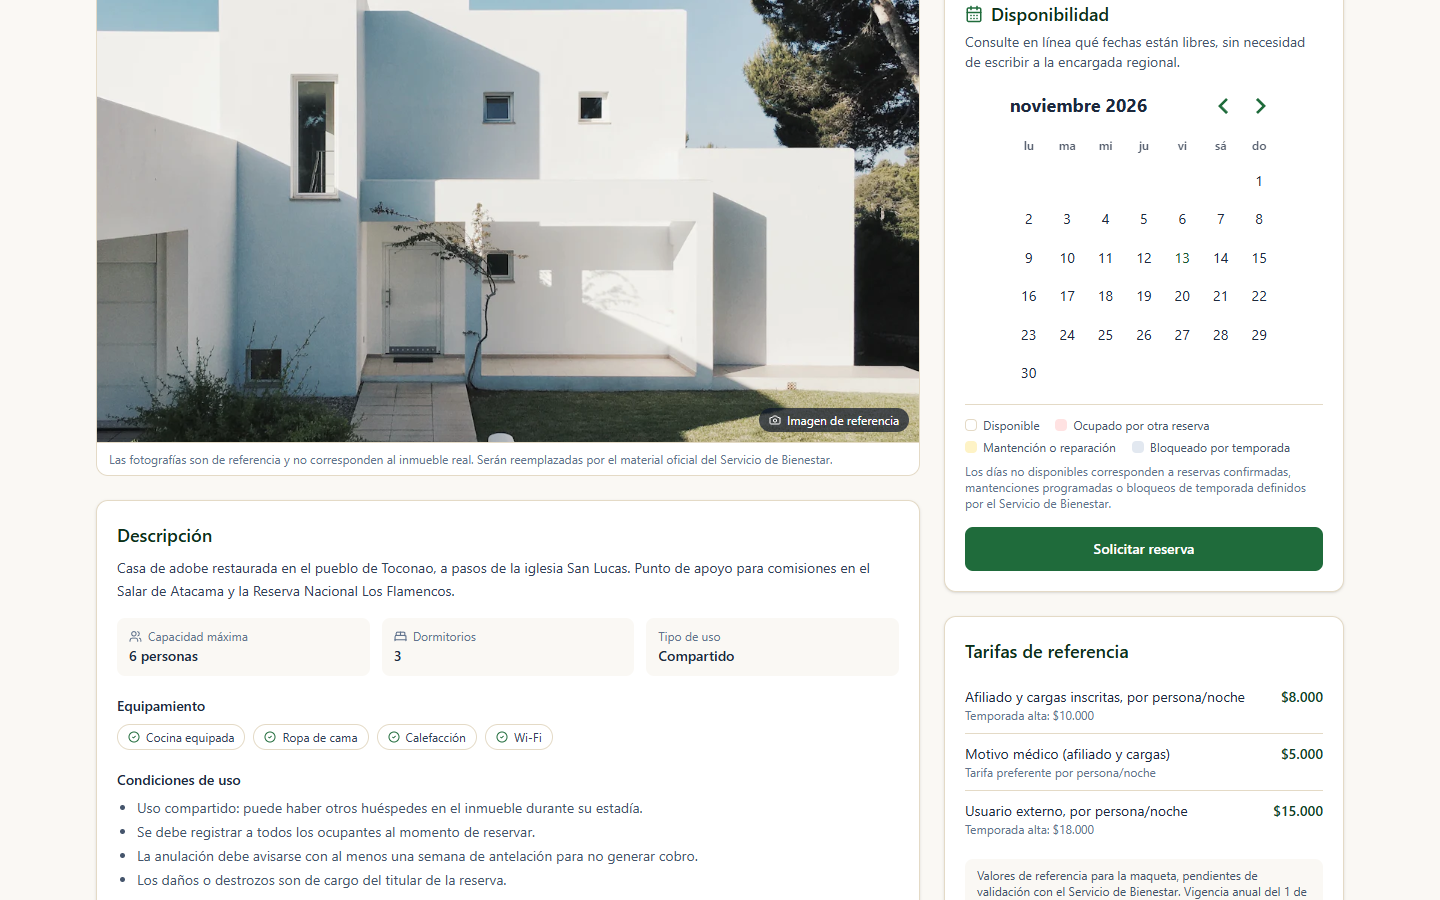 Imagen de referencia
Las fotografías son de referencia y no corresponden al inmueble real. Serán reemplazadas por el material oficial del Servicio de Bienestar.
Descripción
Casa de adobe restaurada en el pueblo de Toconao, a pasos de la iglesia San Lucas. Punto de apoyo para comisiones en el
Salar de Atacama y la Reserva Nacional Los Flamencos.
Capacidad máxima
6 personas
Dormitorios
3
Tipo de uso
Compartido
Equipamiento
Cocina equipada
Ropa de cama
Calefacción
Wi-Fi
Condiciones de uso
Uso compartido: puede haber otros huéspedes en el inmueble durante su estadía.
Se debe registrar a todos los ocupantes al momento de reservar.
La anulación debe avisarse con al menos una semana de antelación para no generar cobro.
Los daños o destrozos son de cargo del titular de la reserva.
Disponibilidad
Consulte en línea qué fechas están libres, sin necesidad
de escribir a la encargada regional.
noviembre 2026
lu ma mi ju vi sá do
1
2 3 4 5 6 7 8
9 10 11 12 13 14 15
16 17 18 19 20 21 22
23 24 25 26 27 28 29
30
Disponible Ocupado por otra reserva
Mantención o reparación Bloqueado por temporada
Los días no disponibles corresponden a reservas confirmadas,
mantenciones programadas o bloqueos de temporada definidos
por el Servicio de Bienestar.
Solicitar reserva
Tarifas de referencia
Afiliado y cargas inscritas, por persona/noche $8.000
Temporada alta: $10.000
Motivo médico (afiliado y cargas) $5.000
Tarifa preferente por persona/noche
Usuario externo, por persona/noche $15.000
Temporada alta: $18.000
Valores de referencia para la maqueta, pendientes de
validación con el Servicio de Bienestar. Vigencia anual del 1 de